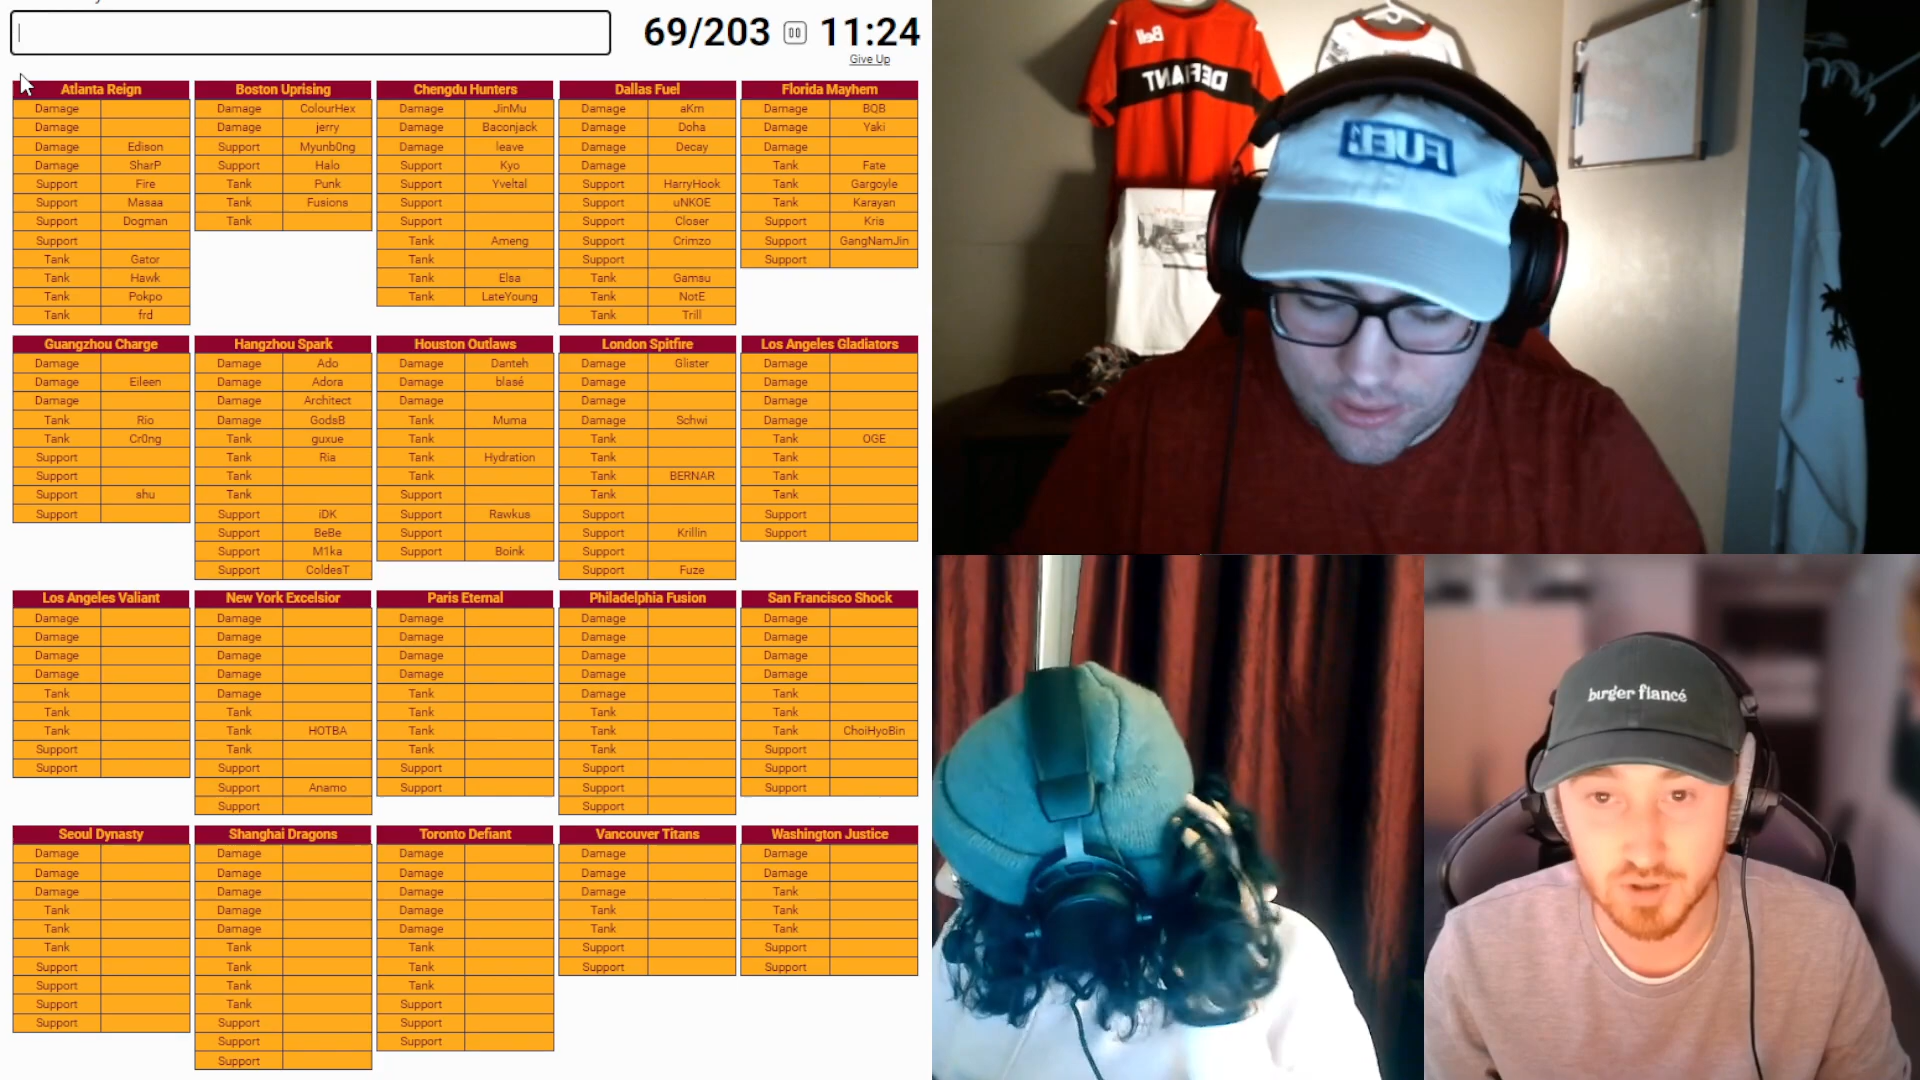 69/203 11:24
Give Up
Atlanta Reign
Damage
Damage
Damage Edison
Damage SharP
Support Fire
Support Masaa
Support Dogman
Support
Tank Gator
Tank Hawk
Tank Pokpo
Tank frd
Boston Uprising
Damage ColourHex
Damage jerry
Support Myunb0ng
Support Halo
Tank Punk
Tank Fusions
Tank
Chengdu Hunters
Damage JinMu
Damage Baconjack
Damage leave
Support Kyo
Support Yveltal
Support
Tank Ameng
Tank
Tank Elsa
Tank LateYoung
Dallas Fuel
Damage aKm
Damage Doha
Damage Decay
Damage
Support HarryHook
Support uNKOE
Support Closer
Support Crimzo
Support
Tank Gamsu
Tank NotE
Tank Trill
Florida Mayhem
Damage BQB
Damage Yaki
Damage
Tank Fate
Tank Gargoyle
Tank Karayan
Support Kris
Support GangNamJin
Support
Guangzhou Charge
Damage
Damage Eileen
Damage
Tank Rio
Tank Cr0ng
Support
Support
Support shu
Support
Hangzhou Spark
Damage Ado
Damage Adora
Damage Architect
Damage GodsB
Tank guxue
Tank Ria
Tank
Tank
Support iDK
Support BeBe
Support M1ka
Support ColdesT
Houston Outlaws
Damage Danteh
Damage blasé
Damage
Tank Muma
Tank
Tank Hydration
Tank
Support
Support Rawkus
Support
Support Boink
London Spitfire
Damage Glister
Damage
Damage
Damage Schwi
Tank
Tank
Tank BERNAR
Tank
Support
Support Krillin
Support
Support Fuze
Los Angeles Gladiators
Damage
Damage
Damage
Damage
Tank OGE
Tank
Tank
Tank
Support
Support
Los Angeles Valiant
Damage
Damage
Damage
Damage
Tank
Tank
Tank
Support
Support
New York Excelsior
Damage
Damage
Damage
Damage
Damage
Tank
Tank HOTBA
Tank
Support
Support Anamo
Support
Paris Eternal
Damage
Damage
Damage
Damage
Tank
Tank
Tank
Tank
Support
Support
Philadelphia Fusion
Damage
Damage
Damage
Damage
Damage
Tank
Tank
Tank
Support
Support
Support
San Francisco Shock
Damage
Damage
Damage
Damage
Tank
Tank
Tank ChoiHyoBin
Support
Support
Support
Seoul Dynasty
Damage
Damage
Damage
Tank
Tank
Tank
Support
Support
Support
Support
Shanghai Dragons
Damage
Damage
Damage
Damage
Damage
Tank
Tank
Tank
Tank
Support
Support
Support
Toronto Defiant
Damage
Damage
Damage
Damage
Damage
Tank
Tank
Tank
Support
Support
Support
Vancouver Titans
Damage
Damage
Damage
Tank
Tank
Support
Support
Washington Justice
Damage
Damage
Tank
Tank
Tank
Support
Support
Bell
DEFIANT
FUEL
burger fiancé